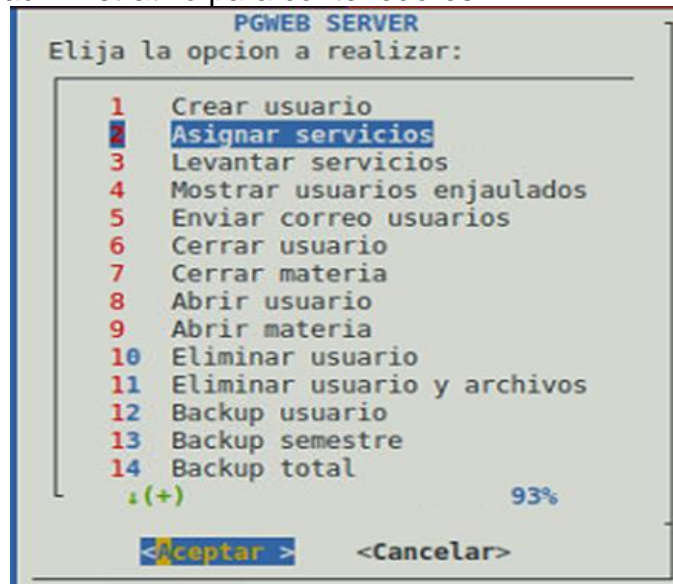 PGWEB SERVER
Elija la opcion a realizar:
1 Crear usuario
2 Asignar servicios
3 Levantar servicios
4 Mostrar usuarios enjaulados
5 Enviar correo usuarios
6 Cerrar usuario
7 Cerrar materia
8 Abrir usuario
9 Abrir materia
10 Eliminar usuario
11 Eliminar usuario y archivos
12 Backup usuario
13 Backup semestre
14 Backup total
↓(+) 93%
<Aceptar > <Cancelar>